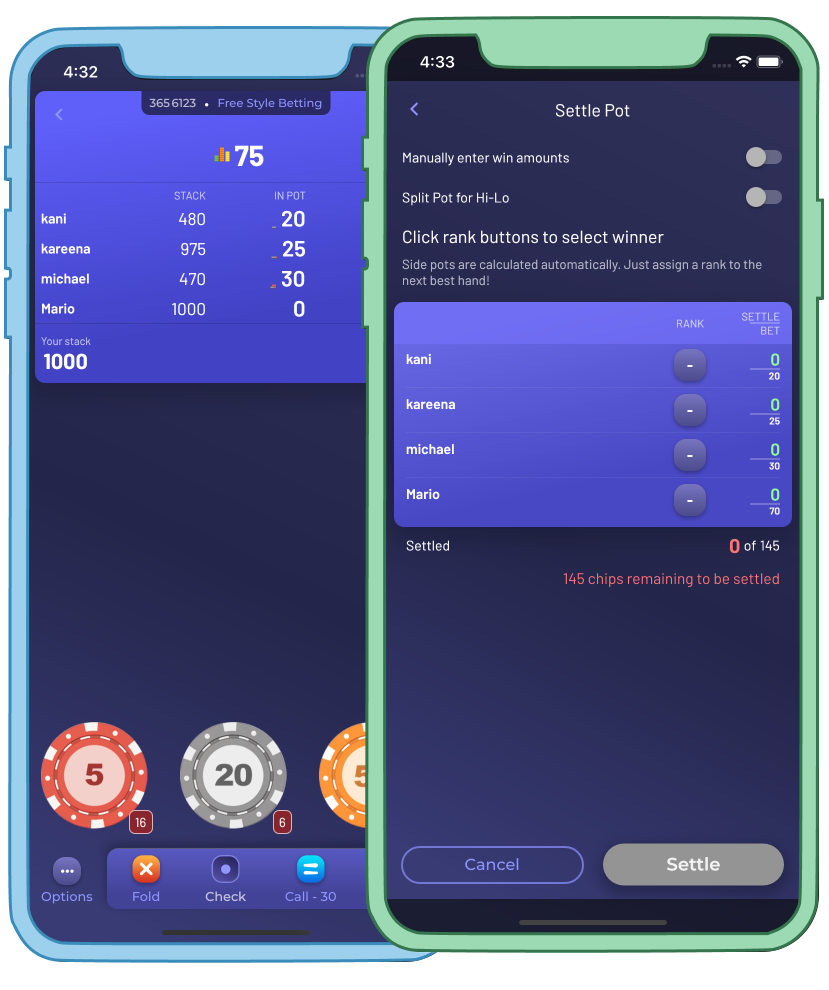 4:32
365 6123 • Free Style Betting
75
STACK IN POT
kani 480 20
kareena 975 25
michael 470 30
Mario 1000 0
Your stack
1000
5
16
20
6
5
Options
Fold
Check
Call - 30
4:33
Settle Pot
Manually enter win amounts
Split Pot for Hi-Lo
Click rank buttons to select winner
Side pots are calculated automatically. Just assign a rank to the
next best hand!
RANK
SETTLE
BET
kani - 0
20
kareena - 0
25
michael - 0
30
Mario - 0
70
Settled 0 of 145
145 chips remaining to be settled
Cancel
Settle